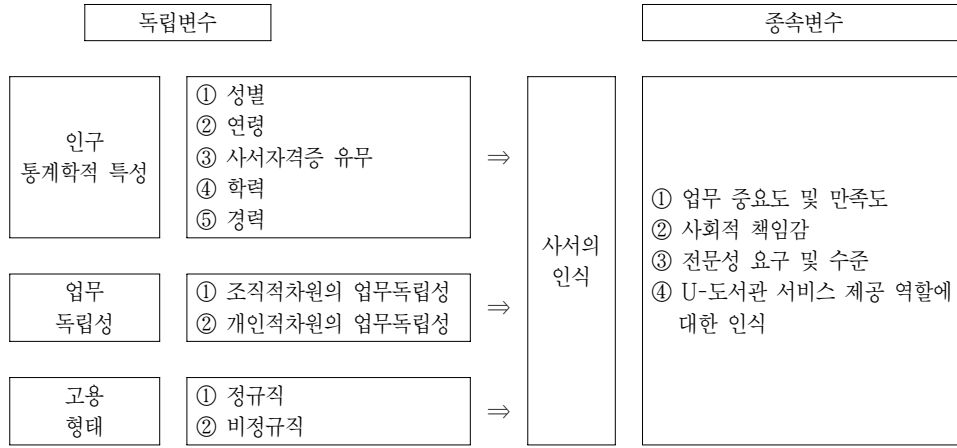 독립변수
종속변수
인구
통계학적 특성
① 성별
② 연령
③ 사서자격증 유무
④ 학력
⑤ 경력
⇒
업무
독립성
① 조직적차원의 업무독립성
② 개인적차원의 업무독립성
⇒
고용
형태
① 정규직
② 비정규직
⇒
사서의
인식
① 업무 중요도 및 만족도
② 사회적 책임감
③ 전문성 요구 및 수준
④ U-도서관 서비스 제공 역할에
대한 인식